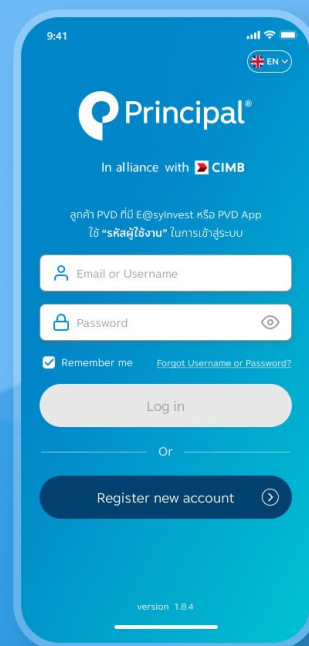 9:41
EN
Principal®
In alliance with CIMB
ลูกค้า PVD ที่มี E@syInvest หรือ PVD App
ใช้ “รหัสผู้ใช้งาน” ในการเข้าสู่ระบบ
Email or Username
Password
Remember me Forgot Username or Password?
Log in
Or
Register new account
version 1.8.4